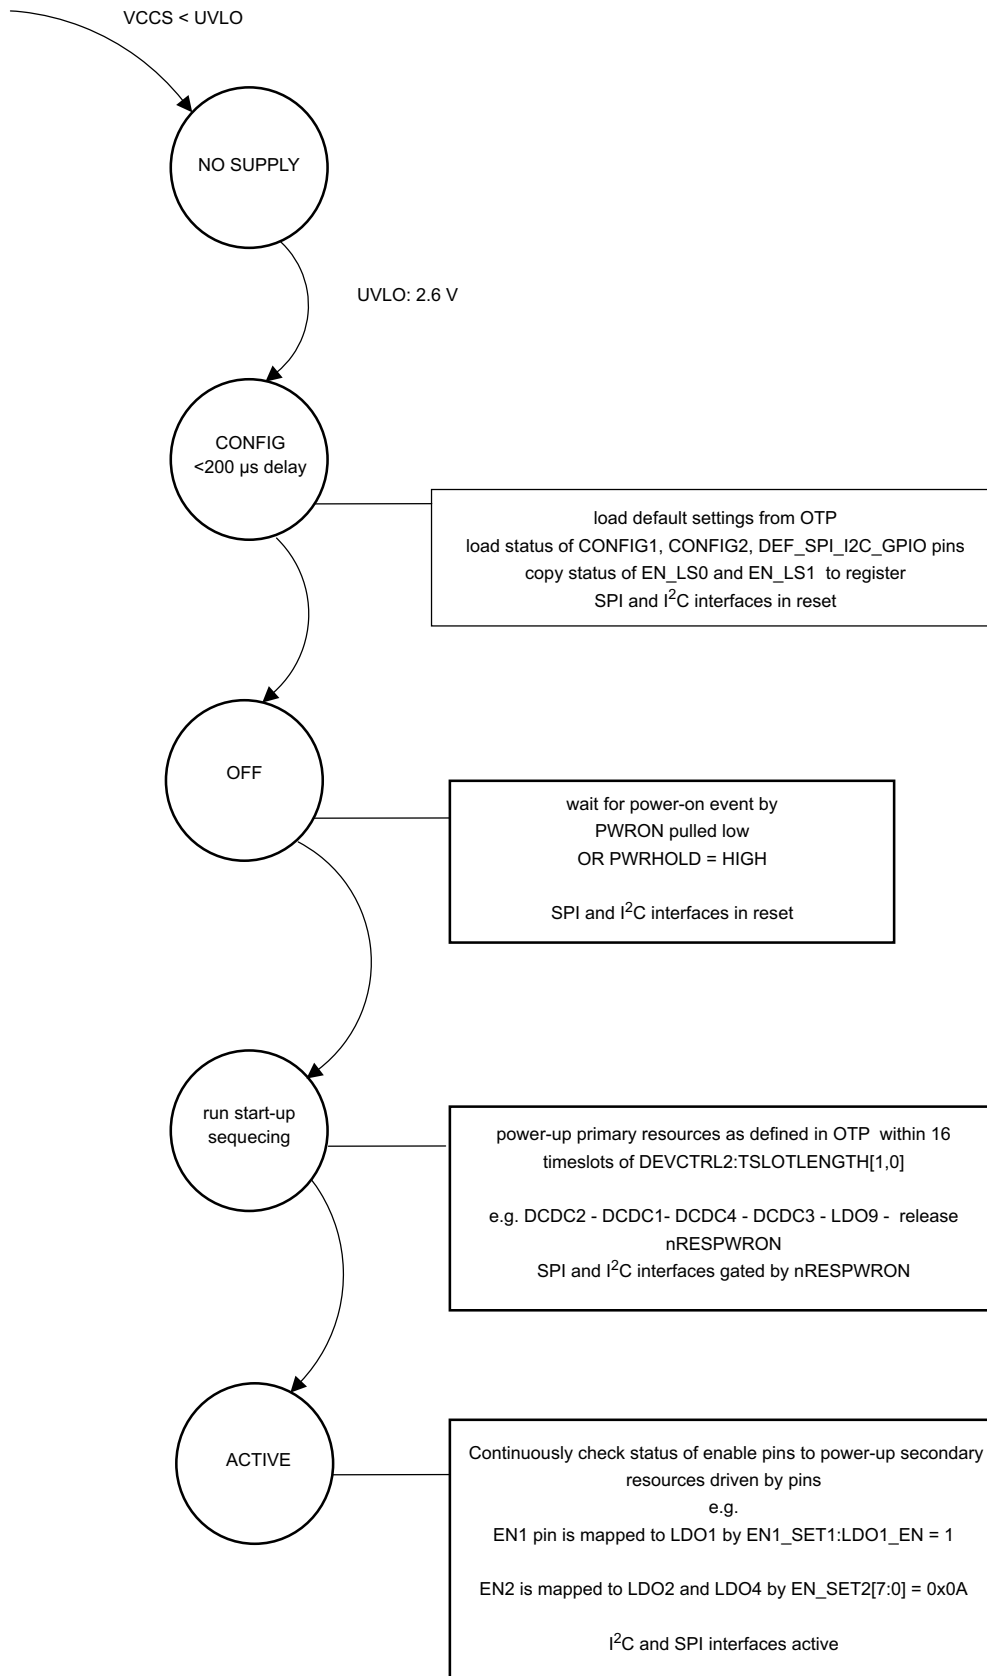 VCCS < UVLO
NO SUPPLY
UVLO: 2.6 V
CONFIG
<200 µs delay
load default settings from OTP
load status of CONFIG1, CONFIG2, DEF_SPI_I2C_GPIO pins
copy status of EN_LS0 and EN_LS1 to register
SPI and I²C interfaces in reset
OFF
wait for power-on event by
PWRON pulled low
OR PWRHOLD = HIGH
SPI and I²C interfaces in reset
run start-up
sequecing
power-up primary resources as defined in OTP within 16
timeslots of DEVCTRL2:TSLOTLENGTH[1,0]
e.g. DCDC2 - DCDC1- DCDC4 - DCDC3 - LDO9 - release
nRESPWRON
SPI and I²C interfaces gated by nRESPWRON
ACTIVE
Continuously check status of enable pins to power-up secondary
resources driven by pins
e.g.
EN1 pin is mapped to LDO1 by EN1_SET1:LDO1_EN = 1
EN2 is mapped to LDO2 and LDO4 by EN_SET2[7:0] = 0x0A
I²C and SPI interfaces active